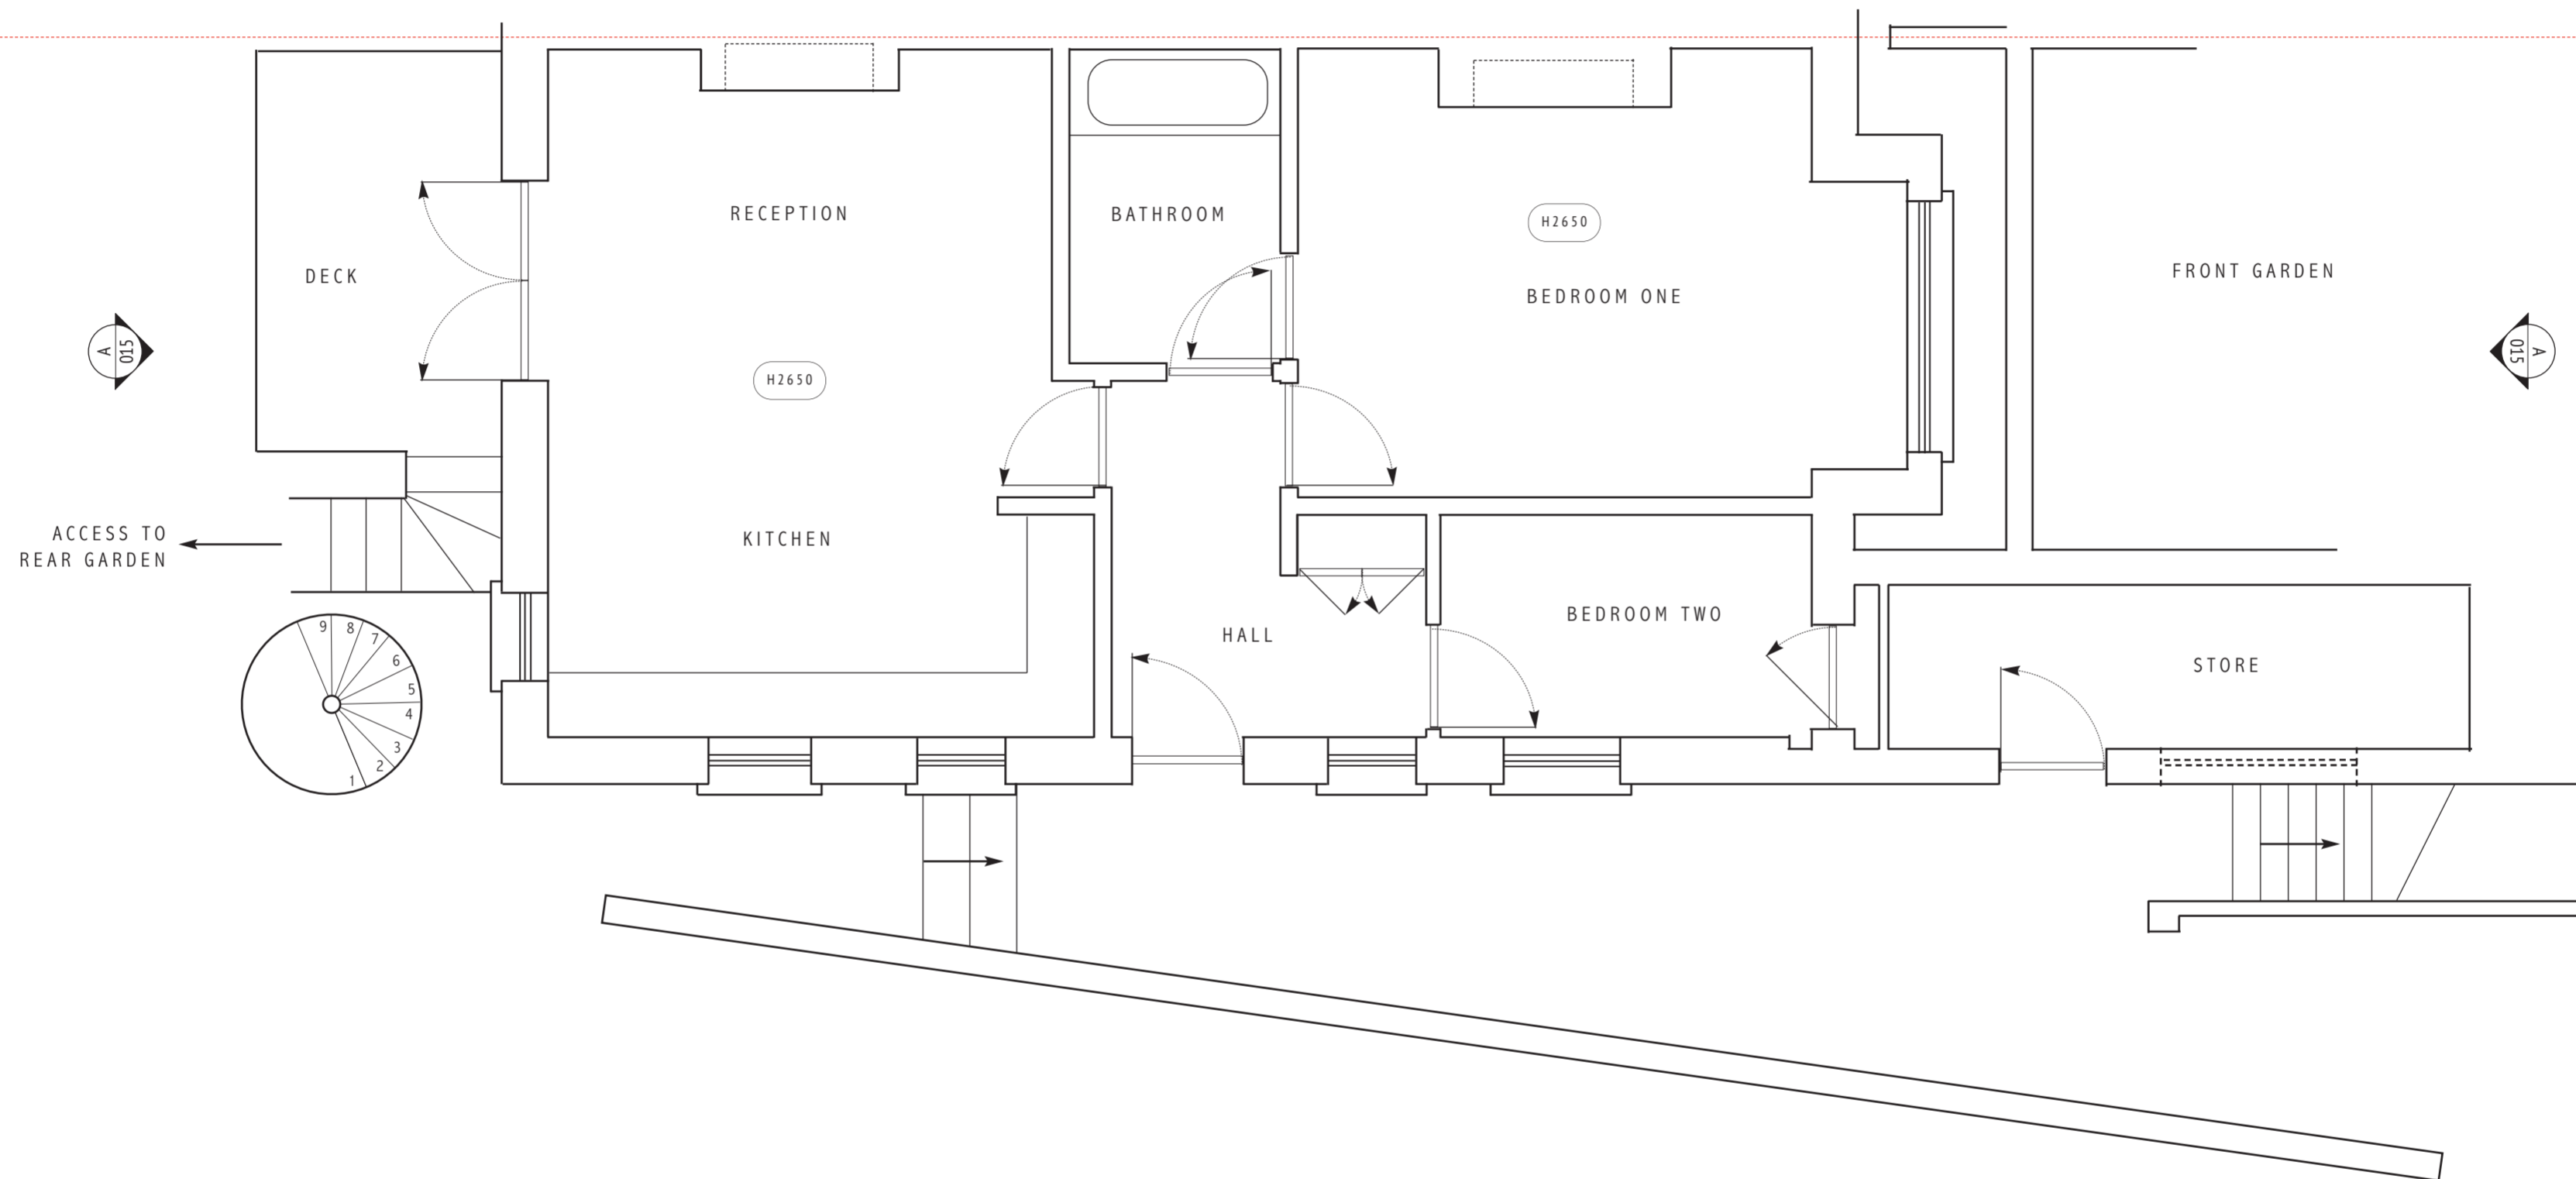 RECEPTION
BATHROOM
H2650
DECK
BEDROOM ONE
FRONT GARDEN
A
015
H2650
A
015
ACCESS TO
REAR GARDEN
KITCHEN
HALL
BEDROOM TWO
STORE
9
8
7
6
5
4
3
2
1